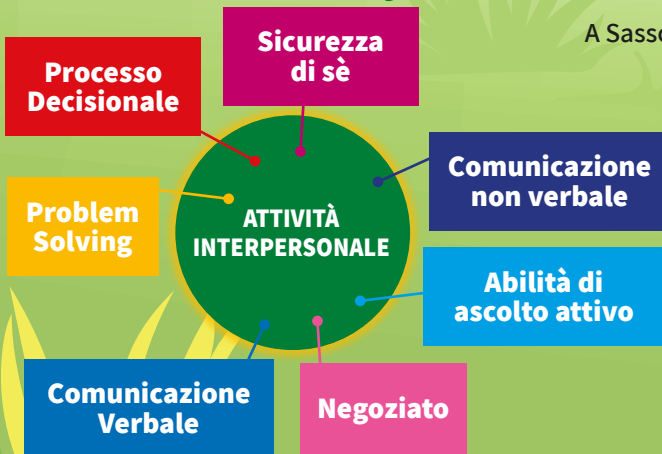 A Sasso
Sicurezza
di sè
Processo
Decisionale
Comunicazione
non verbale
Problem
Solving
ATTIVITÀ
INTERPERSONALE
Abilità di
ascolto attivo
Comunicazione
Verbale
Negoziato